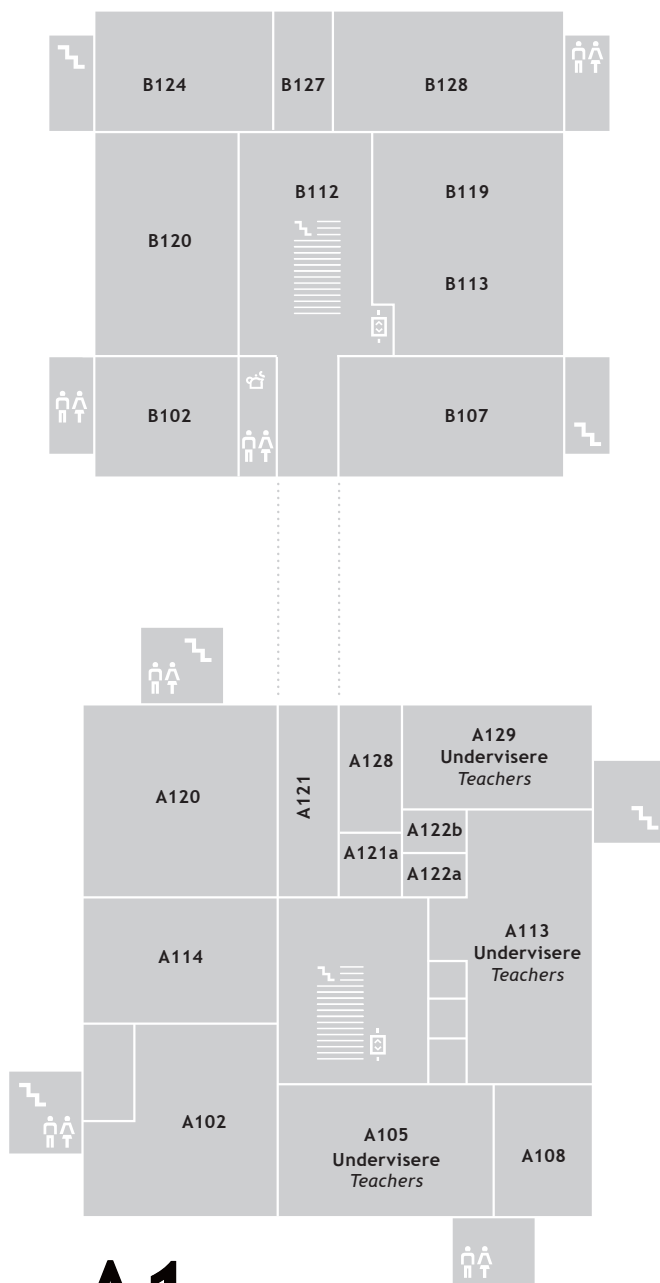 B124
B127
B128
B112
B119
B120
B113
B102
B107
A129
Undervisere
Teachers
A128
A120
A121
A122b
A121a
A122a
A113
Undervisere
Teachers
A114
A102
A105
Undervisere
Teachers
A108
A1